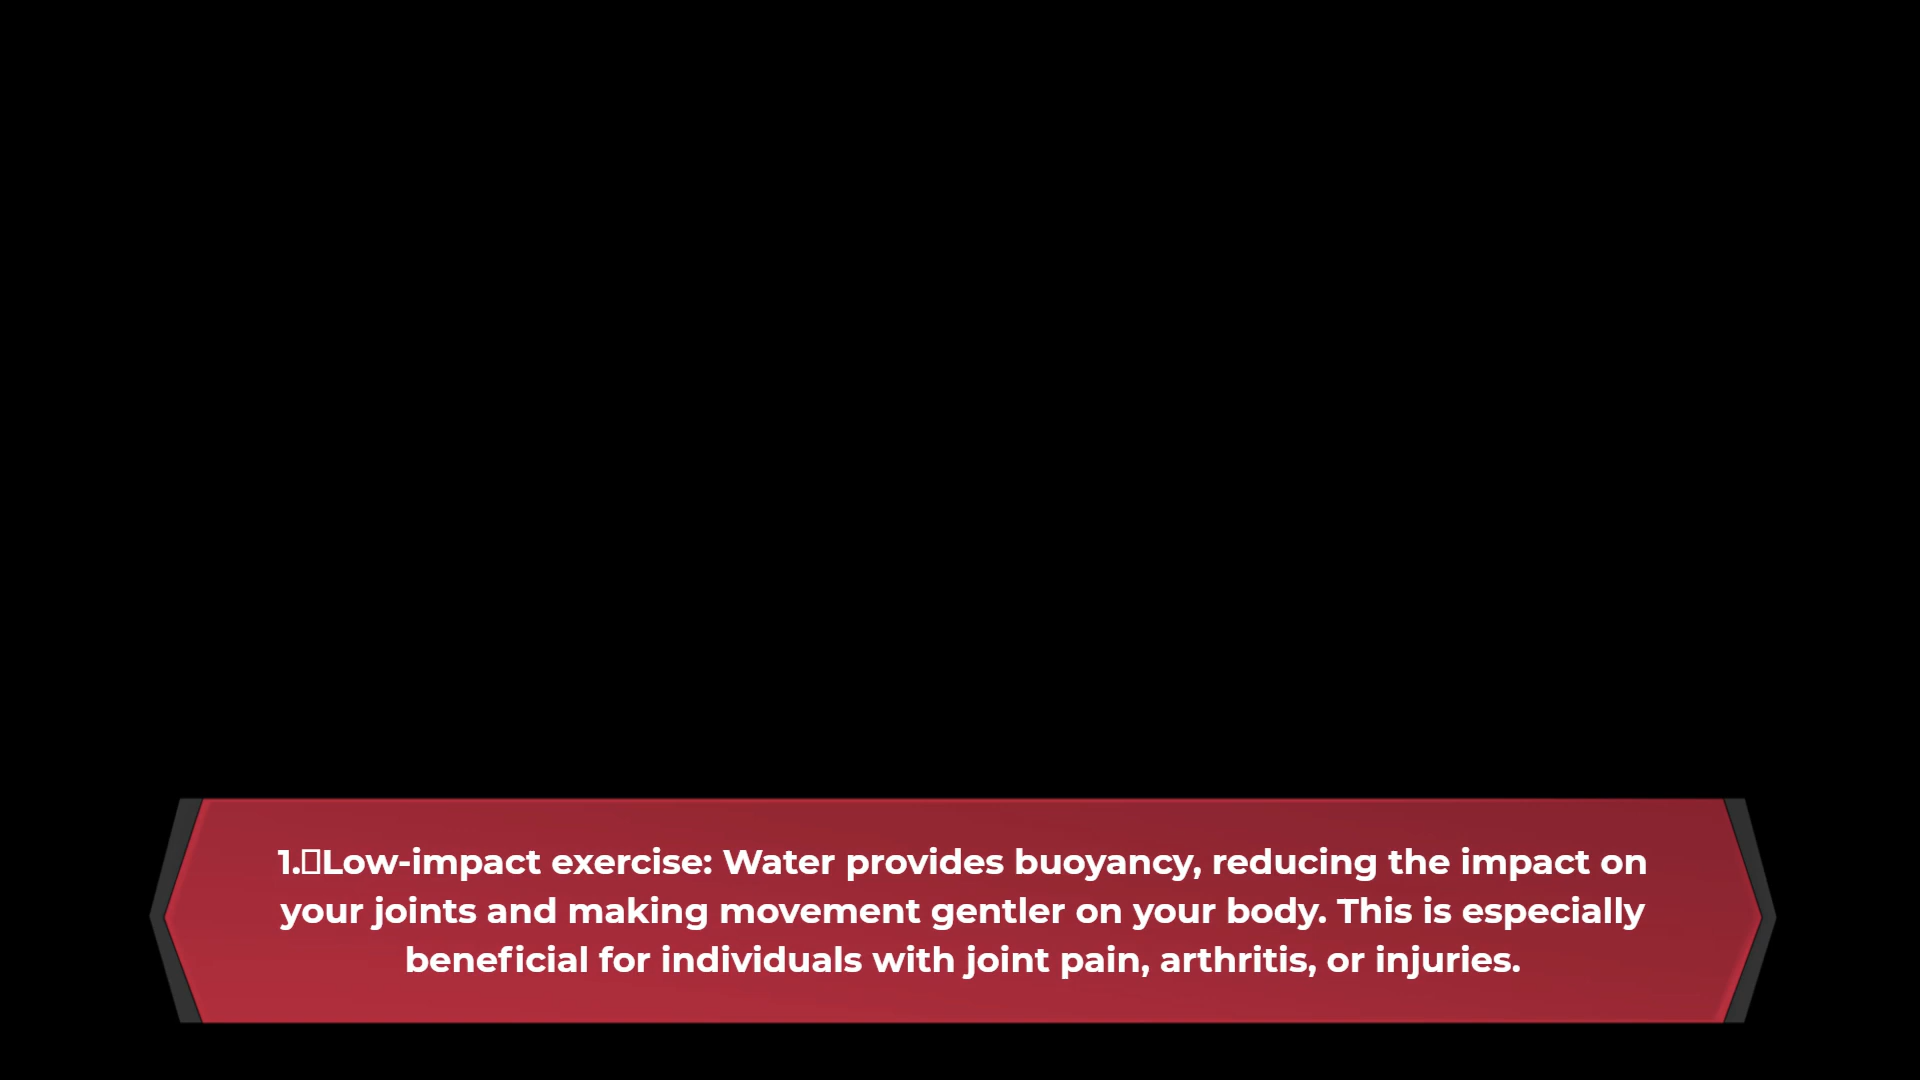 1.□Low-impact exercise: Water provides buoyancy, reducing the impact on
your joints and making movement gentler on your body. This is especially
beneficial for individuals with joint pain, arthritis, or injuries.